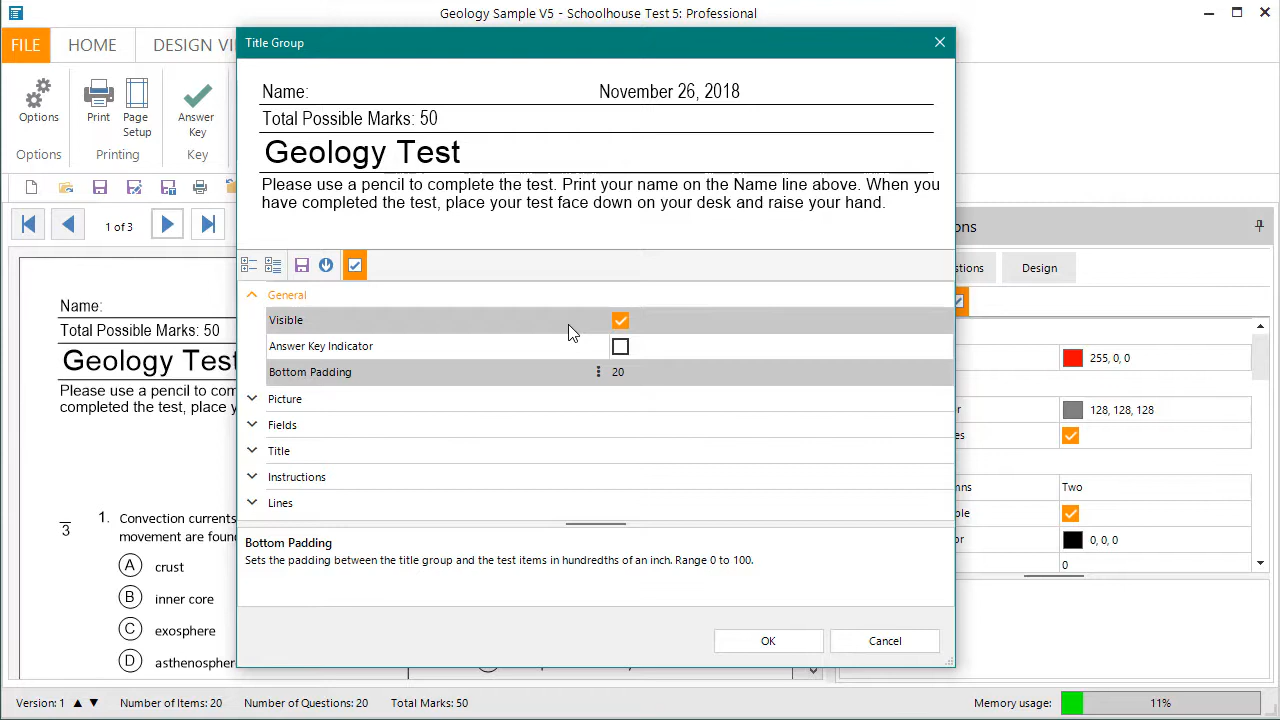 Geology Sample V5 - Schoolhouse Test 5: Professional
FILE
HOME
DESIGN VI
Options
Print
Page Setup
Answer Key
Options
Printing
Key
1 of 3
Name:
Total Possible Marks: 50
Geology Test
Please use a pencil to com
completed the test, place y
3
1. Convection currents
movement are foun
A crust
B inner core
C exosphere
D asthenospher
Title Group
Name: November 26, 2018
Total Possible Marks: 50
Geology Test
Please use a pencil to complete the test. Print your name on the Name line above. When you
have completed the test, place your test face down on your desk and raise your hand.
General
Visible
Answer Key Indicator
Bottom Padding 20
Picture
Fields
Title
Instructions
Lines
Bottom Padding
Sets the padding between the title group and the test items in hundredths of an inch. Range 0 to 100.
OK
Cancel
ons
stions
Design
255, 0, 0
or 128, 128, 128
es
mns Two
ble
or 0, 0, 0
0
Version: 1
Number of Items: 20
Number of Questions: 20
Total Marks: 50
Memory usage:
11%